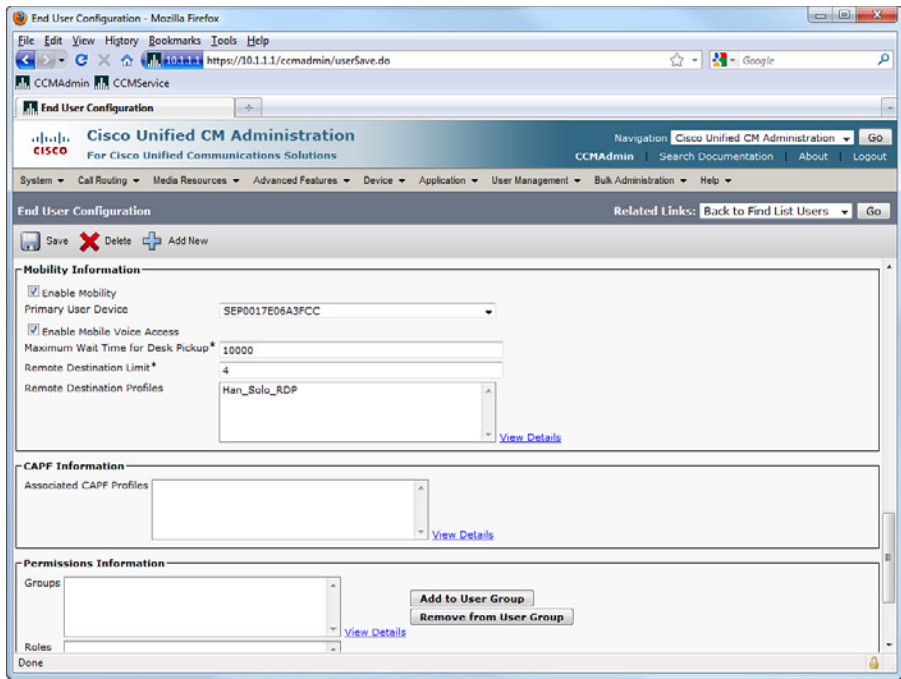 End User Configuration - Mozilla Firefox
File Edit View History Bookmarks Tools Help
10.1.1.1 https://10.1.1.1/ccmadmin/userSave.do Google
CCMAdmin CCMService
End User Configuration
CISCO
Cisco Unified CM Administration
For Cisco Unified Communications Solutions
Navigation Cisco Unified CM Administration Go
CCMAdmin | Search Documentation | About | Logout
System Call Routing Media Resources Advanced Features Device Application User Management Bulk Administration Help
End User Configuration Related Links: Back to Find List Users Go
Save Delete Add New
Mobility Information
Enable Mobility
Primary User Device SEP0017E06A3FCC
Enable Mobile Voice Access
Maximum Wait Time for Desk Pickup* 10000
Remote Destination Limit* 4
Remote Destination Profiles Han_Solo_RDP
View Details
CAPF Information
Associated CAPF Profiles
View Details
Permissions Information
Groups
Add to User Group
Remove from User Group
View Details
Roles
Done